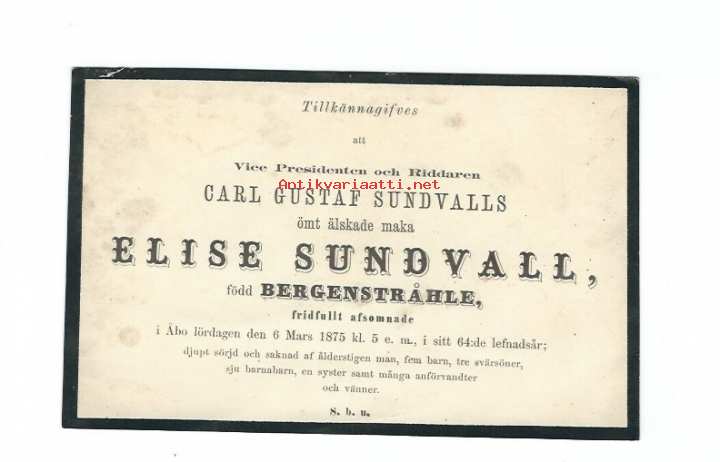 Tillkännagifves
att
Vice Presidenten och Riddaren
Antikvariaatti.net
CARL GUSTAF SUNDVALLS
ömt älskade maka
ELISE SUNDVALL,
född BERGENSTRÅHLE,
fridfullt afsomnade
i Åbo lördagen den 6 Mars 1875 kl. 5 e. m., i sitt 64:de lefnadsår;
djupt sörjd och saknad af ålderstigen man, fem barn, tre svärsöner,
sju barnabarn, en syster samt många anförvandter
och vänner.
S. b. u.